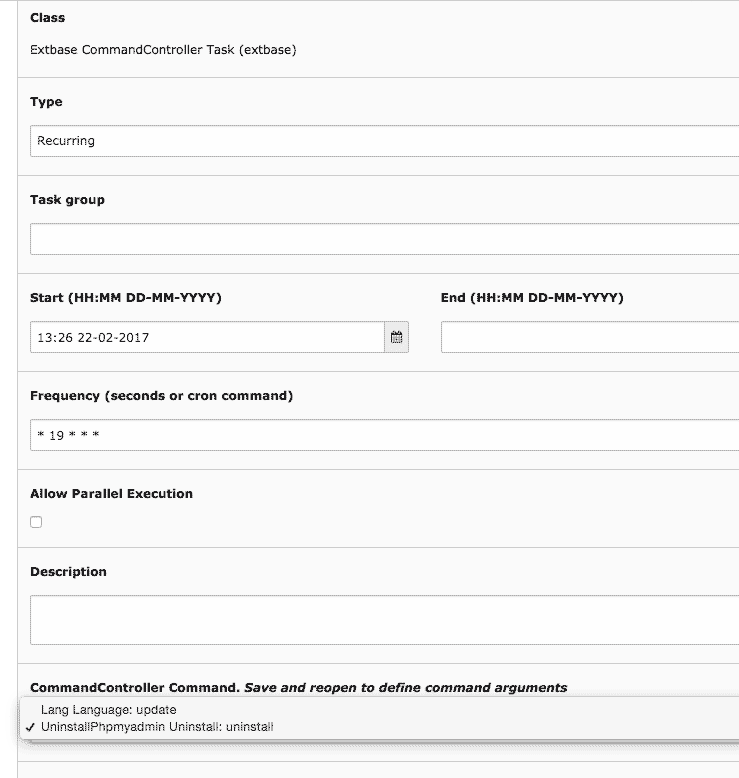 Class
Extbase CommandController Task (extbase)
Type
Recurring
Task group
Start (HH:MM DD-MM-YYYY)
End (HH:MM DD-MM-YYYY)
13:26 22-02-2017
Frequency (seconds or cron command)
* 19 * * *
Allow Parallel Execution
Description
CommandController Command. Save and reopen to define command arguments
Lang Language: update
✓ UninstallPhpmyadmin Uninstall: uninstall